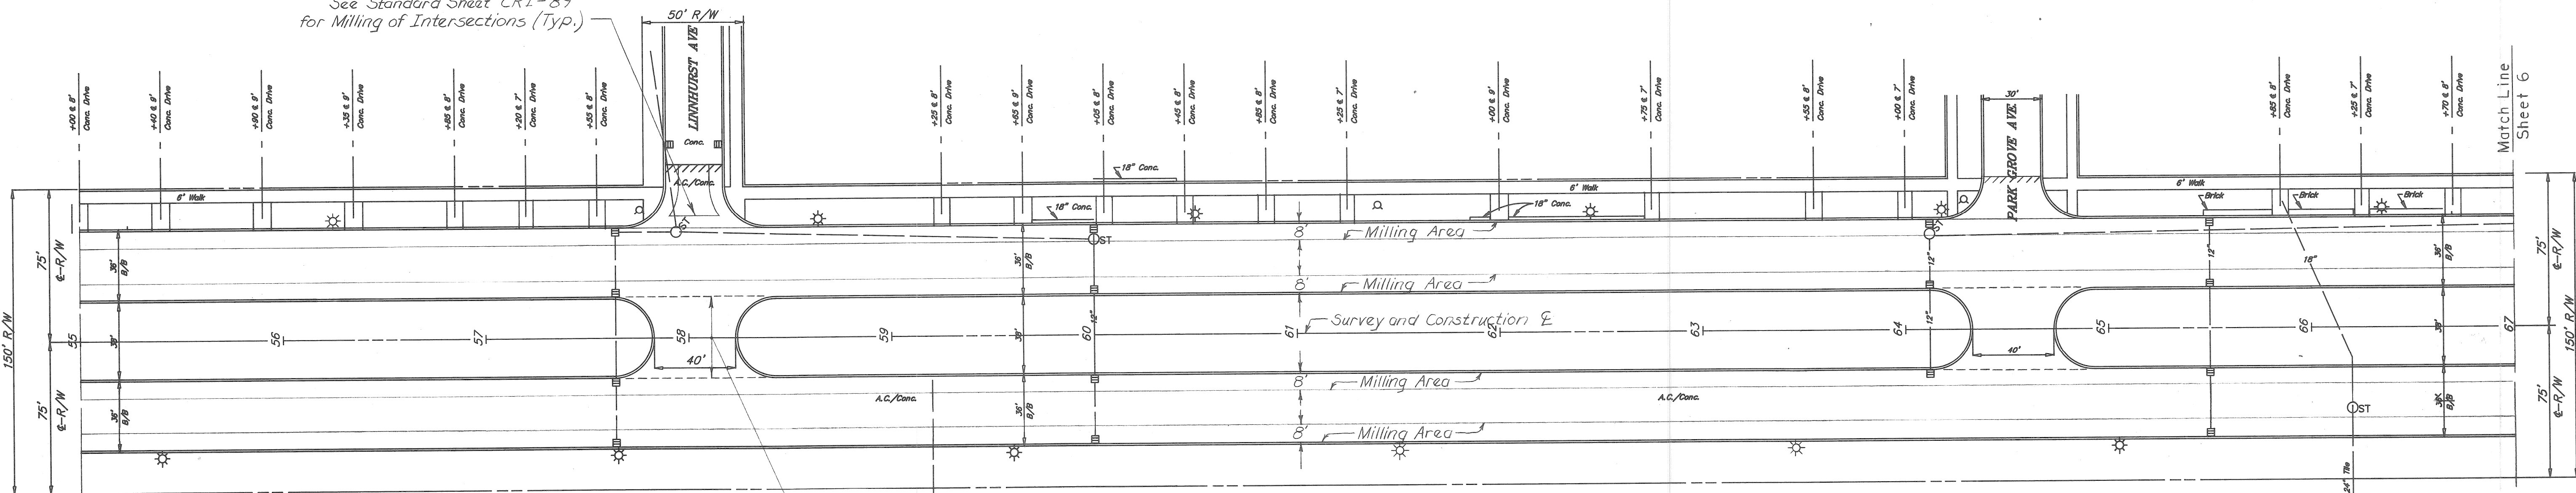 See Standard Sheet CRI-89
for Milling of Intersections (Typ.)
50' R/W
LINNHURST AVE
Conc.
A.C./Conc.
+00 ℄ 8'
Conc. Drive
+40 ℄ 9'
Conc. Drive
+90 ℄ 9'
Conc. Drive
+35 ℄ 9'
Conc. Drive
+85 ℄ 8'
Conc. Drive
+20 ℄ 7'
Conc. Drive
+55 ℄ 8'
Conc. Drive
+25 ℄ 8'
Conc. Drive
+65 ℄ 9'
Conc. Drive
+05 ℄ 8'
Conc. Drive
+45 ℄ 8'
Conc. Drive
+85 ℄ 8'
Conc. Drive
+25 ℄ 7'
Conc. Drive
+00 ℄ 9'
Conc. Drive
+75 ℄ 7'
Conc. Drive
+55 ℄ 8'
Conc. Drive
+00 ℄ 7'
Conc. Drive
30'
PARK GROVE AVE
+85 ℄ 8'
Conc. Drive
+25 ℄ 7'
Conc. Drive
+70 ℄ 8'
Conc. Drive
Match Line
Sheet 6
6' Walk
18" Conc.
6' Walk
6' Walk
18" Conc.
18" Conc.
Brick
Brick
Brick
ST
ST
ST
8'
Milling Area
8'
Milling Area
150' R/W
75'
℄-R/W
75'
℄-R/W
36'
B/B
38'
36'
B/B
36'
B/B
38'
36'
B/B
12"
12"
12"
12"
18"
36'
B/B
38'
36'
B/B
75'
℄-R/W
75'
℄-R/W
150' R/W
55
56
57
58
59
60
61
62
63
64
65
66
67
Survey and Construction ℄
40'
40'
8'
Milling Area
A.C./Conc.
A.C./Conc.
8'
Milling Area
ST
24" Tile